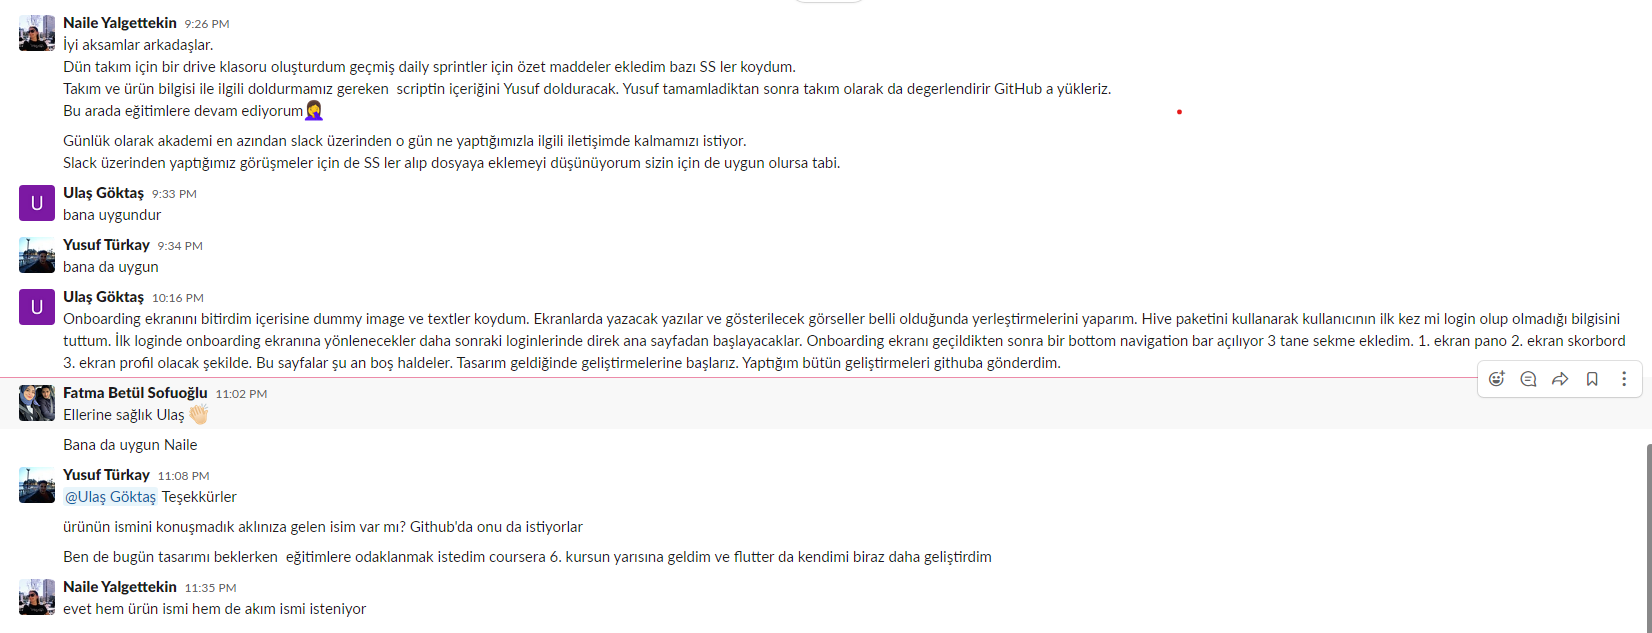 Naile Yalgettekin 9:26 PM
İyi aksamlar arkadaşlar.
Dün takım için bir drive klasoru oluşturdum geçmiş daily sprintler için özet maddeler ekledim bazı SS ler koydum.
Takım ve ürün bilgisi ile ilgili doldurmamız gereken scriptin içeriğini Yusuf dolduracak. Yusuf tamamladiktan sonra takım olarak da degerlendirir GitHub a yükleriz.
Bu arada eğitimlere devam ediyorum🤦‍♀️
Günlük olarak akademi en azından slack üzerinden o gün ne yaptığımızla ilgili iletişimde kalmamızı istiyor.
Slack üzerinden yaptığımız görüşmeler için de SS ler alıp dosyaya eklemeyi düşünüyorum sizin için de uygun olursa tabi.
U
Ulaş Göktaş 9:33 PM
bana uygundur
Yusuf Türkay 9:34 PM
bana da uygun
U
Ulaş Göktaş 10:16 PM
Onboarding ekranını bitirdim içerisine dummy image ve textler koydum. Ekranlarda yazacak yazılar ve gösterilecek görseller belli olduğunda yerleştirmelerini yaparım. Hive paketini kullanarak kullanıcının ilk kez mi login olup olmadığı bilgisini
tuttum. İlk loginde onboarding ekranına yönlenecekler daha sonraki loginlerinde direk ana sayfadan başlayacaklar. Onboarding ekranı geçildikten sonra bir bottom navigation bar açılıyor 3 tane sekme ekledim. 1. ekran pano 2. ekran skorbord
3. ekran profil olacak şekilde. Bu sayfalar şu an boş haldeler. Tasarım geldiğinde geliştirmelerine başlarız. Yaptığım bütün geliştirmeleri githuba gönderdim.
Fatma Betül Sofuoğlu 11:02 PM
Ellerine sağlık Ulaş 👏🏻
Bana da uygun Naile
Yusuf Türkay 11:08 PM
@Ulaş Göktaş Teşekkürler
ürünün ismini konuşmadık aklınıza gelen isim var mı? Github'da onu da istiyorlar
Ben de bugün tasarımı beklerken eğitimlere odaklanmak istedim coursera 6. kursun yarısına geldim ve flutter da kendimi biraz daha geliştirdim
Naile Yalgettekin 11:35 PM
evet hem ürün ismi hem de akım ismi isteniyor